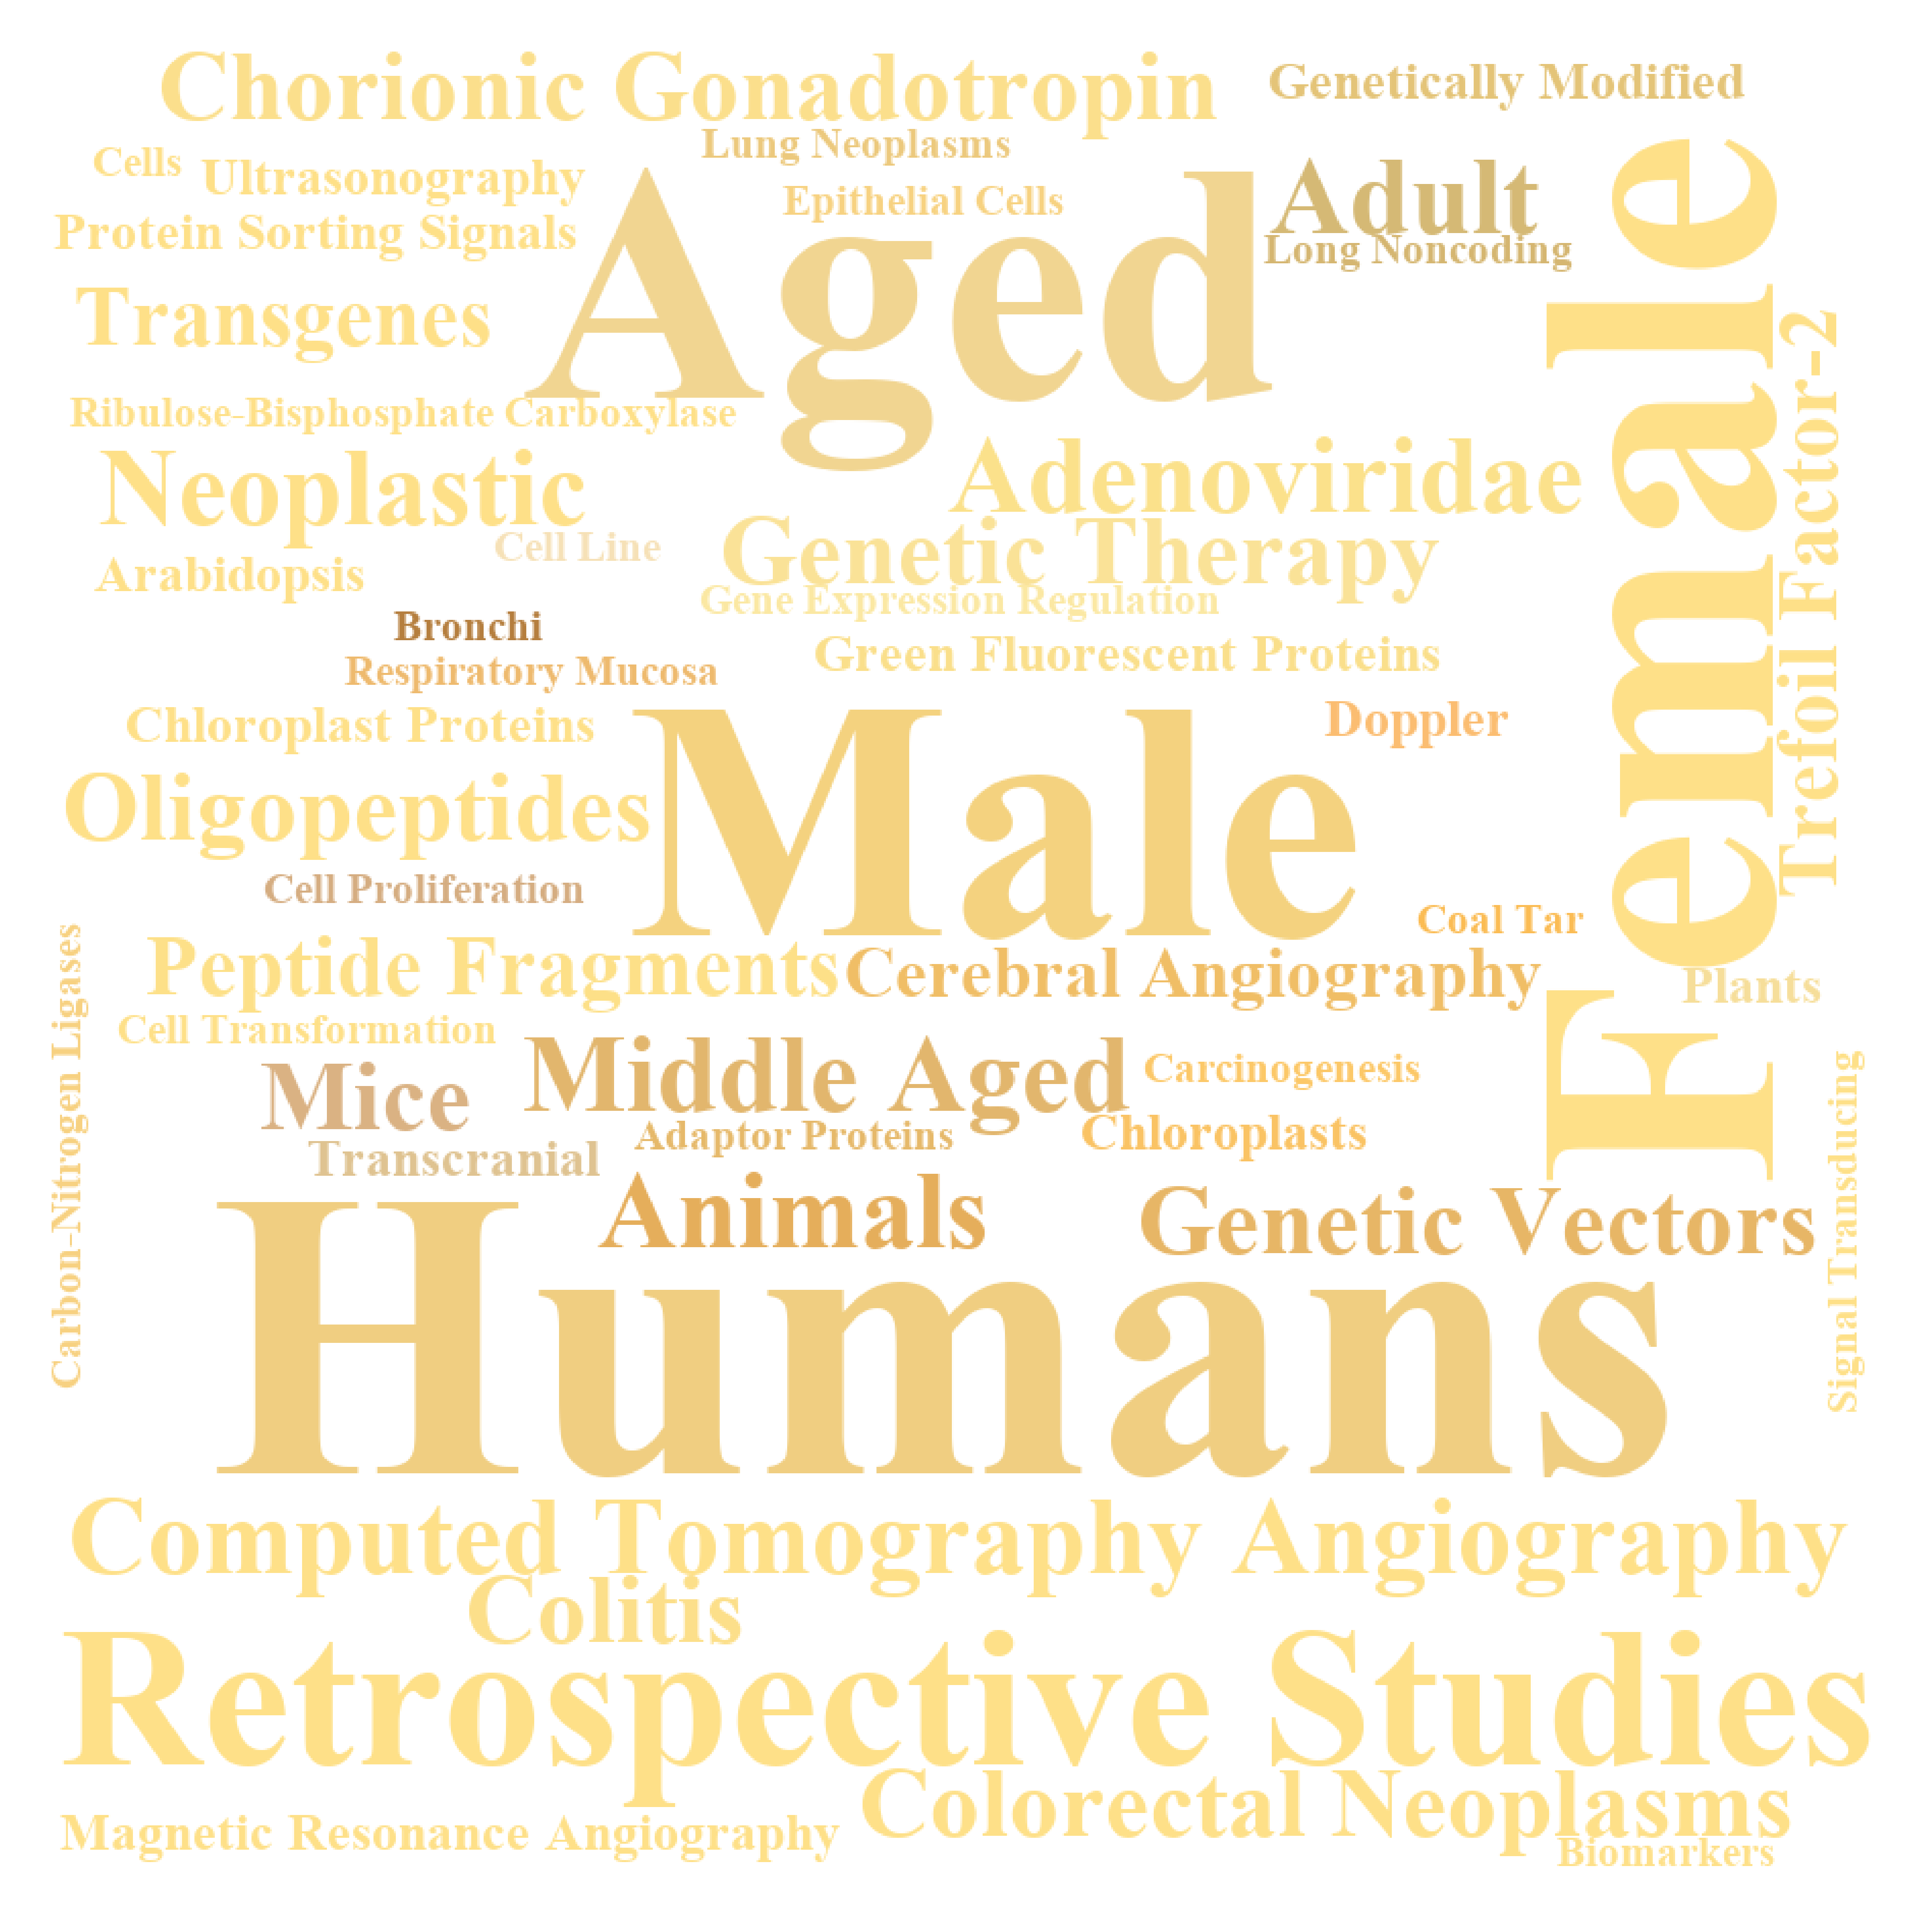 Chorionic Gonadotropin
Genetically Modified
Lung Neoplasms
Cells
Ultrasonography
Epithelial Cells
Adult
Protein Sorting Signals
Long Noncoding
Aged
Female
Transgenes
Trefoil Factor-2
Ribulose-Bisphosphate Carboxylase
Neoplastic
Adenoviridae
Cell Line
Genetic Therapy
Arabidopsis
Gene Expression Regulation
Bronchi
Green Fluorescent Proteins
Respiratory Mucosa
Chloroplast Proteins
Doppler
Male
Oligopeptides
Cell Proliferation
Coal Tar
Peptide Fragments
Cerebral Angiography
Plants
Carbon-Nitrogen Ligases
Cell Transformation
Middle Aged
Carcinogenesis
Mice
Adaptor Proteins
Chloroplasts
Transcranial
Signal Transducing
Animals
Genetic Vectors
Humans
Computed Tomography Angiography
Colitis
Retrospective Studies
Colorectal Neoplasms
Magnetic Resonance Angiography
Biomarkers